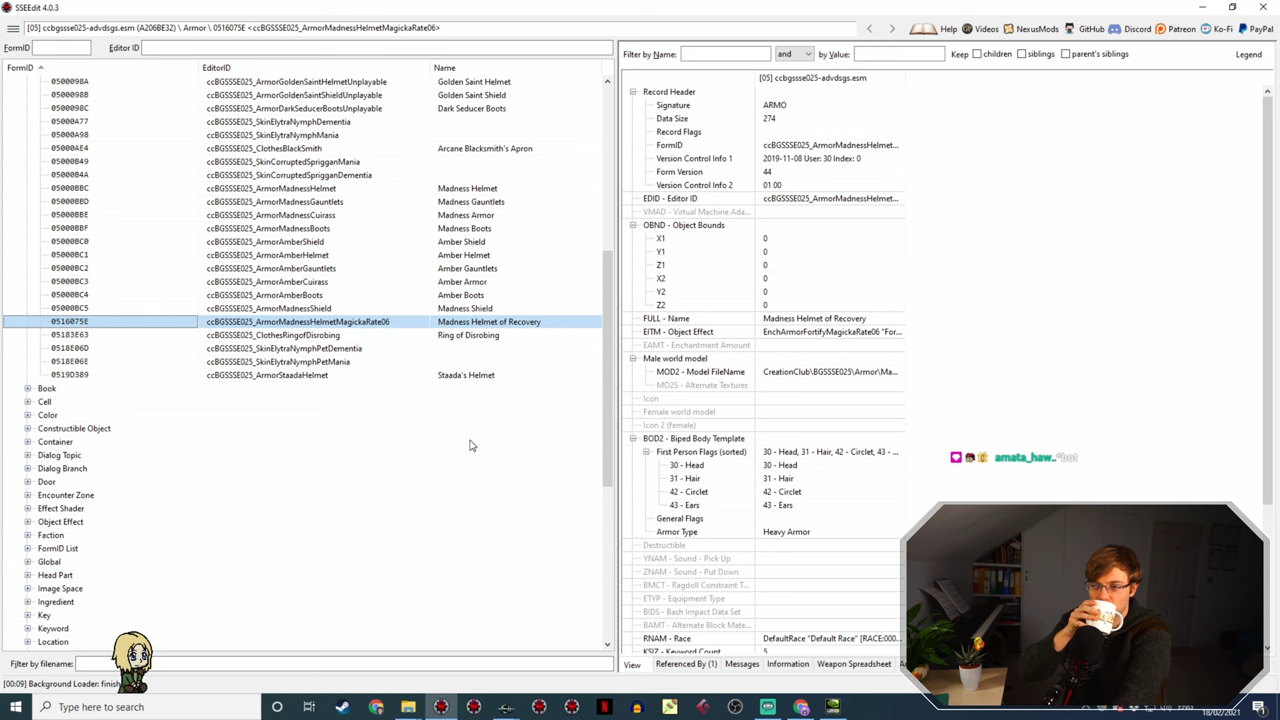 SSEEdit 4.0.3
[05] ccbgssse025-advdsgs.esm (A206BE32) \ Armor \ 0516075E <ccBGSSSE025_ArmorMadnessHelmetMagickaRate06>
Help Videos NexusMods GitHub Discord Patreon Ko-Fi PayPal
FormID Editor ID
Filter by Name: and by Value: Keep children siblings parent's siblings Legend
FormID EditorID Name
[05] ccbgssse025-advdsgs.esm
0500098A ccBGSSSE025_ArmorGoldenSaintHelmetUnplayable Golden Saint Helmet
0500098B ccBGSSSE025_ArmorGoldenSaintShieldUnplayable Golden Saint Shield
0500098C ccBGSSSE025_ArmorDarkSeducerBootsUnplayable Dark Seducer Boots
05000A77 ccBGSSSE025_SkinElytraNymphDementia
05000A98 ccBGSSSE025_SkinElytraNymphMania
05000AE4 ccBGSSSE025_ClothesBlackSmith Arcane Blacksmith's Apron
05000B49 ccBGSSSE025_SkinCorruptedSprigganMania
05000B4A ccBGSSSE025_SkinCorruptedSprigganDementia
05000BBC ccBGSSSE025_ArmorMadnessHelmet Madness Helmet
05000BBD ccBGSSSE025_ArmorMadnessGauntlets Madness Gauntlets
05000BBE ccBGSSSE025_ArmorMadnessCuirass Madness Armor
05000BBF ccBGSSSE025_ArmorMadnessBoots Madness Boots
05000BC0 ccBGSSSE025_ArmorAmberShield Amber Shield
05000BC1 ccBGSSSE025_ArmorAmberHelmet Amber Helmet
05000BC2 ccBGSSSE025_ArmorAmberGauntlets Amber Gauntlets
05000BC3 ccBGSSSE025_ArmorAmberCuirass Amber Armor
05000BC4 ccBGSSSE025_ArmorAmberBoots Amber Boots
05000BC5 ccBGSSSE025_ArmorMadnessShield Madness Shield
0516075E ccBGSSSE025_ArmorMadnessHelmetMagickaRate06 Madness Helmet of Recovery
05183E63 ccBGSSSE025_ClothesRingofDisrobing Ring of Disrobing
0518E06D ccBGSSSE025_SkinElytraNymphPetDementia
0518E06E ccBGSSSE025_SkinElytraNymphPetMania
0519D389 ccBGSSSE025_ArmorStaadaHelmet Staada's Helmet
Book
Cell
Color
Constructible Object
Container
Dialog Topic
Dialog Branch
Door
Encounter Zone
Effect Shader
Object Effect
Faction
FormID List
Global
Head Part
Image Space
Ingredient
Key
Keyword
Location
Filter by filename:
[00:09] Background Loader: finish
Record Header
Signature ARMO
Data Size 274
Record Flags
FormID ccBGSSSE025_ArmorMadnessHelmet...
Version Control Info 1 2019-11-08 User: 30 Index: 0
Form Version 44
Version Control Info 2 01 00
EDID - Editor ID ccBGSSSE025_ArmorMadnessHelmet...
VMAD - Virtual Machine Ada...
OBND - Object Bounds
X1 0
Y1 0
Z1 0
X2 0
Y2 0
Z2 0
FULL - Name Madness Helmet of Recovery
EITM - Object Effect EnchArmorFortifyMagickaRate06 "For...
EAMT - Enchantment Amount
Male world model
MOD2 - Model FileName CreationClub\BGSSSE025\Armor\Ma...
MO2S - Alternate Textures
Icon
Female world model
Icon 2 (female)
BOD2 - Biped Body Template
First Person Flags (sorted) 30 - Head, 31 - Hair, 42 - Circlet, 43 - ...
30 - Head 30 - Head
31 - Hair 31 - Hair
42 - Circlet 42 - Circlet
43 - Ears 43 - Ears
General Flags
Armor Type Heavy Armor
Destructible
YNAM - Sound - Pick Up
ZNAM - Sound - Put Down
BMCT - Ragdoll Constraint T...
ETYP - Equipment Type
BIDS - Bash Impact Data Set
BAMT - Alternate Block Mate...
RNAM - Race DefaultRace "Default Race" [RACE:000...
KSIZ - Keyword Count 5
View Referenced By (1) Messages Information Weapon Spreadsheet
amata_haw.. *bot
Type here to search
18/02/2021